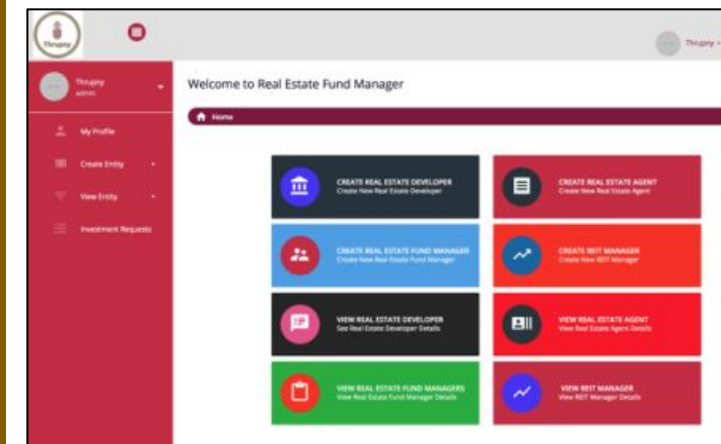 Thrupny
Thrupny
Thrupny
admin
Welcome to Real Estate Fund Manager
Home
My Profile
Create Entity
View Entity
Investment Requests
CREATE REAL ESTATE DEVELOPER
Create New Real Estate Developer
CREATE REAL ESTATE AGENT
Create New Real Estate Agent
CREATE REAL ESTATE FUND MANAGER
Create New Real Estate Fund Manager
CREATE REIT MANAGER
Create New REIT Manager
VIEW REAL ESTATE DEVELOPER
See Real Estate Developer Details
VIEW REAL ESTATE AGENT
View Real Estate Agent Details
VIEW REAL ESTATE FUND MANAGERS
View Real Estate Fund Manager Details
VIEW REIT MANAGER
View REIT Manager Details